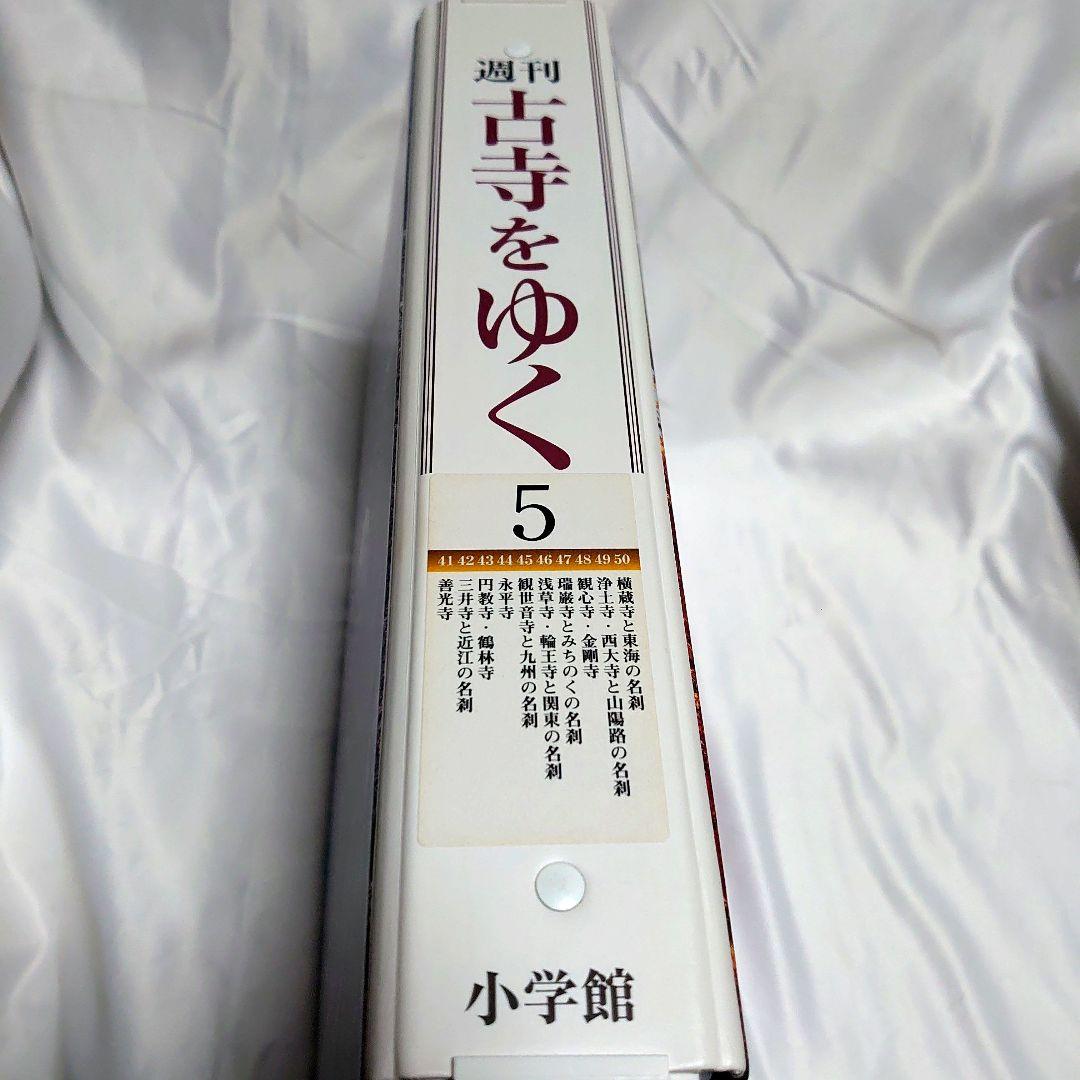 週刊
古寺をゆく
5
41 42 43 44 45 46 47 48 49 50
横蔵寺と東海の名刹
浄土寺・西大寺と山陽路の名刹
観心寺・金剛寺
瑞巌寺とみちのくの名刹
浅草寺・輪王寺と関東の名刹
観世音寺と九州の名刹
永平寺
円教寺・鶴林寺
三井寺と近江の名刹
善光寺
小学館